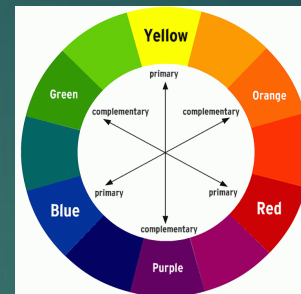 Yellow
primary
Green
Orange
complementary
complementary
primary
primary
Blue
Red
complementary
Purple